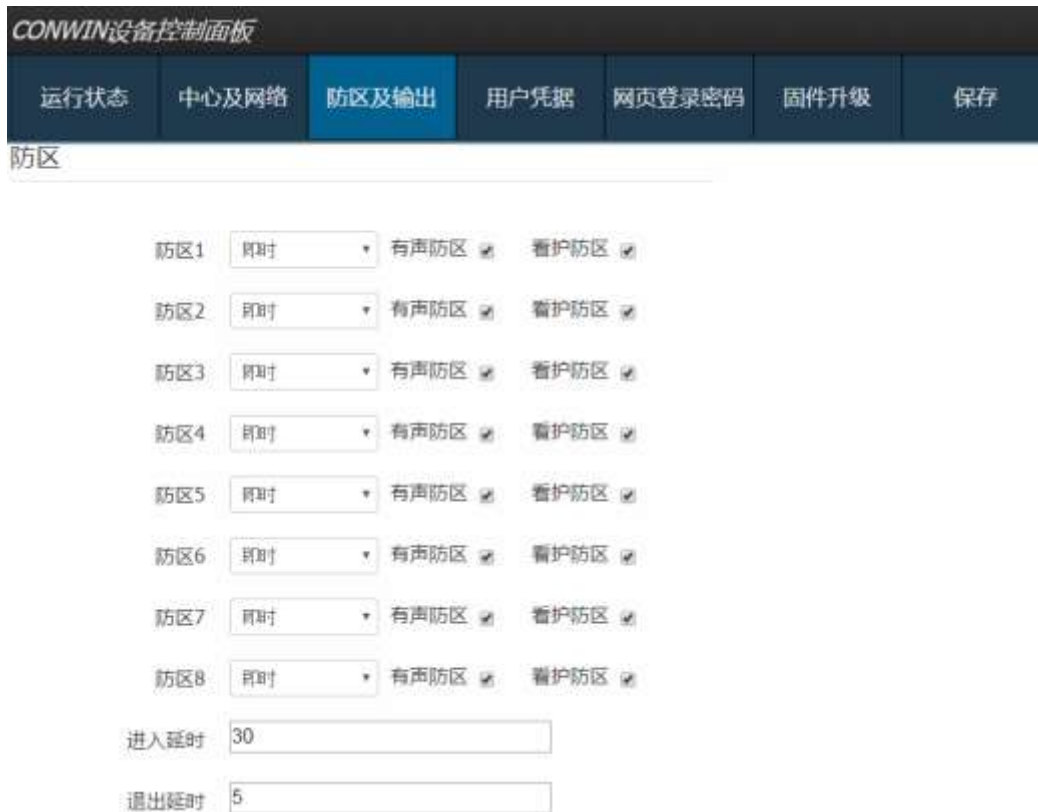 CONWIN设备控制面板
运行状态 中心及网络 防区及输出 用户凭据 网页登录密码 固件升级 保存
防区
防区1 即时 有声防区 看护防区
防区2 即时 有声防区 看护防区
防区3 即时 有声防区 看护防区
防区4 即时 有声防区 看护防区
防区5 即时 有声防区 看护防区
防区6 即时 有声防区 看护防区
防区7 即时 有声防区 看护防区
防区8 即时 有声防区 看护防区
进入延时 30
退出延时 5